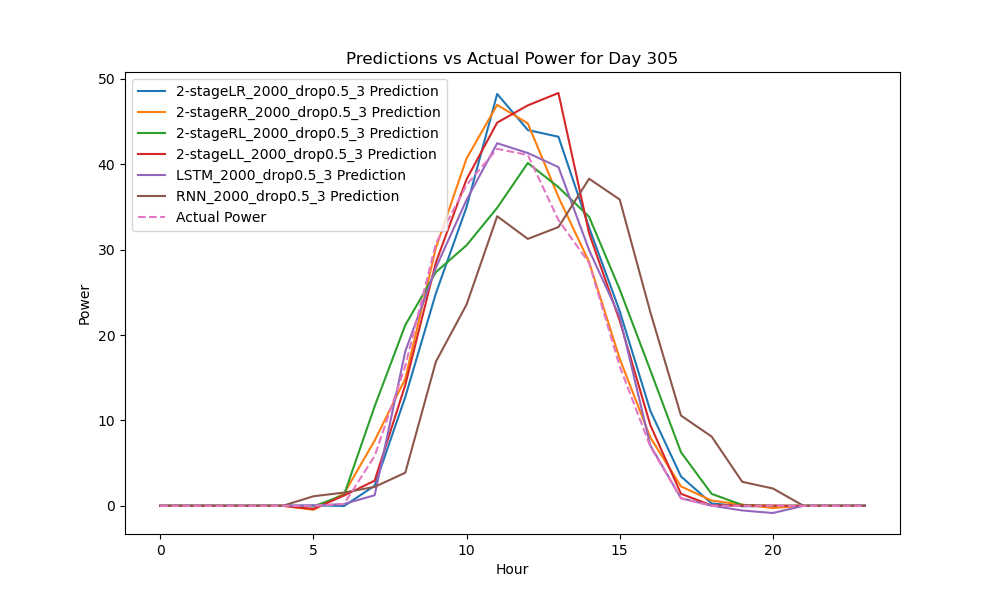 Predictions vs Actual Power for Day 305
50
40
30
20
10
0
Power
2-stageLR_2000_drop0.5_3 Prediction
2-stageRR_2000_drop0.5_3 Prediction
2-stageRL_2000_drop0.5_3 Prediction
2-stageLL_2000_drop0.5_3 Prediction
LSTM_2000_drop0.5_3 Prediction
RNN_2000_drop0.5_3 Prediction
Actual Power
0 5 10 15 20
Hour